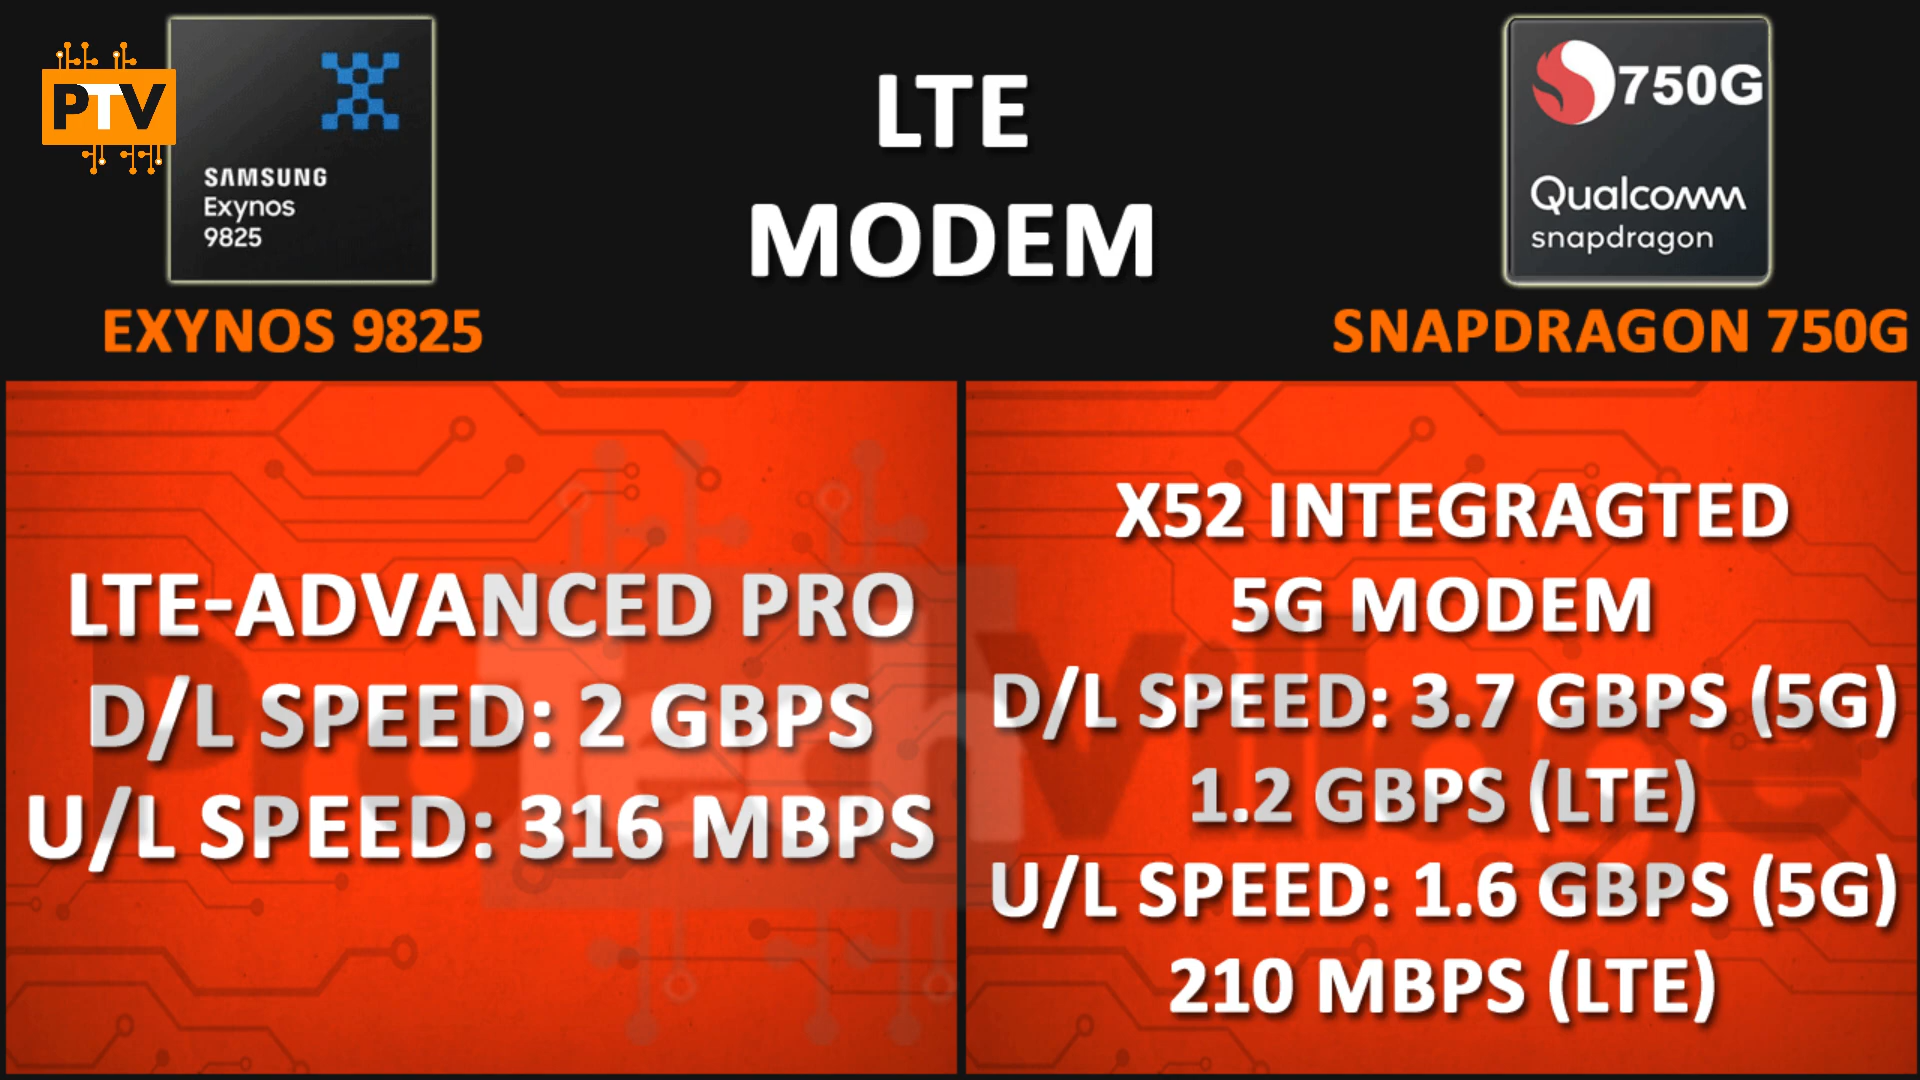 PTV
SAMSUNG
Exynos
9825
EXYNOS 9825
LTE
MODEM
750G
Qualcomm
snapdragon
SNAPDRAGON 750G
LTE-ADVANCED PRO
D/L SPEED: 2 GBPS
U/L SPEED: 316 MBPS
X52 INTEGRAGTED
5G MODEM
D/L SPEED: 3.7 GBPS (5G)
1.2 GBPS (LTE)
U/L SPEED: 1.6 GBPS (5G)
210 MBPS (LTE)
ProTechVillage